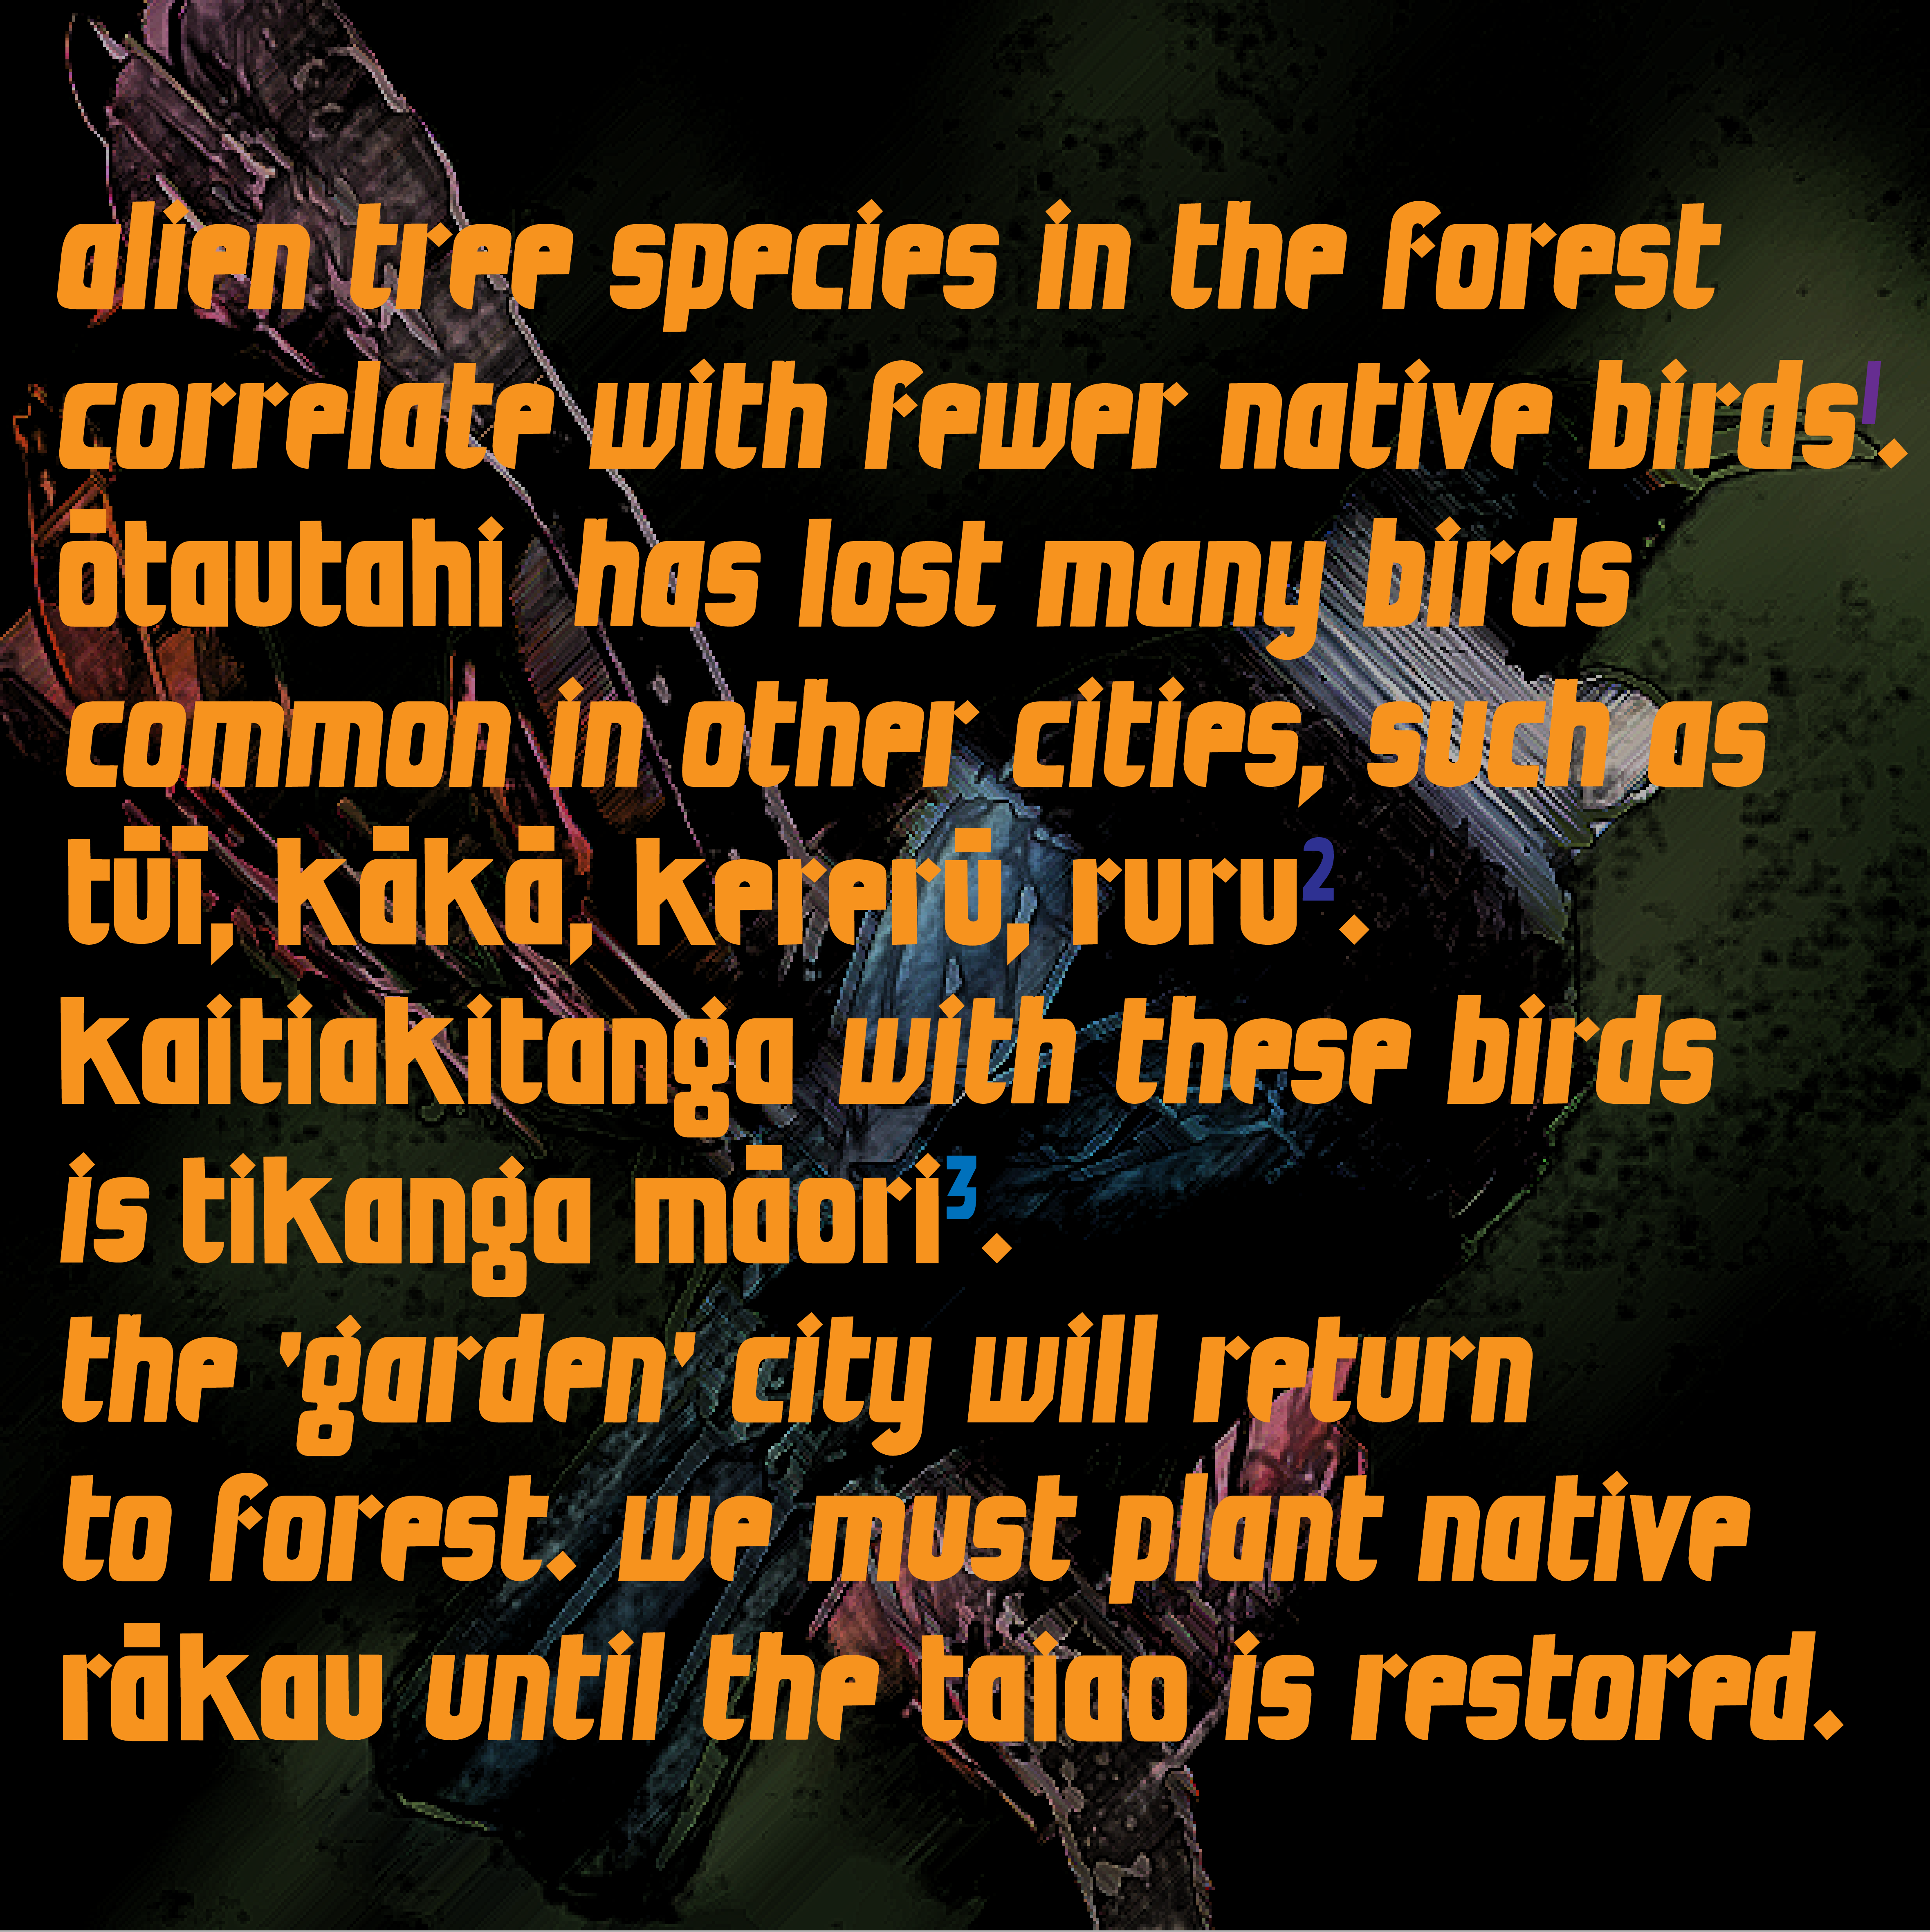 alien tree species in the forest
correlate with fewer native birds¹.
ōtautahi has lost many birds
common in other cities, such as
tūī, kākā, kererū, ruru².
kaitiakitanga with these birds
is tikanga māori³.
the 'garden' city will return
to forest. we must plant native
rākau until the taiao is restored.